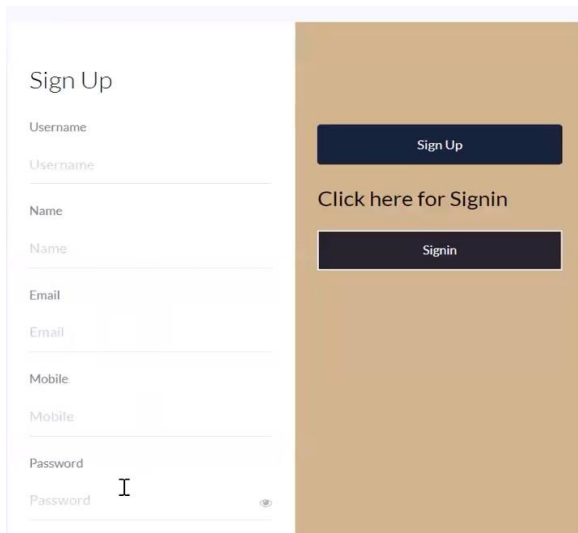 Sign Up
Username
Username
Name
Name
Email
Email
Mobile
Mobile
Password
Password
Sign Up
Click here for Signin
Signin